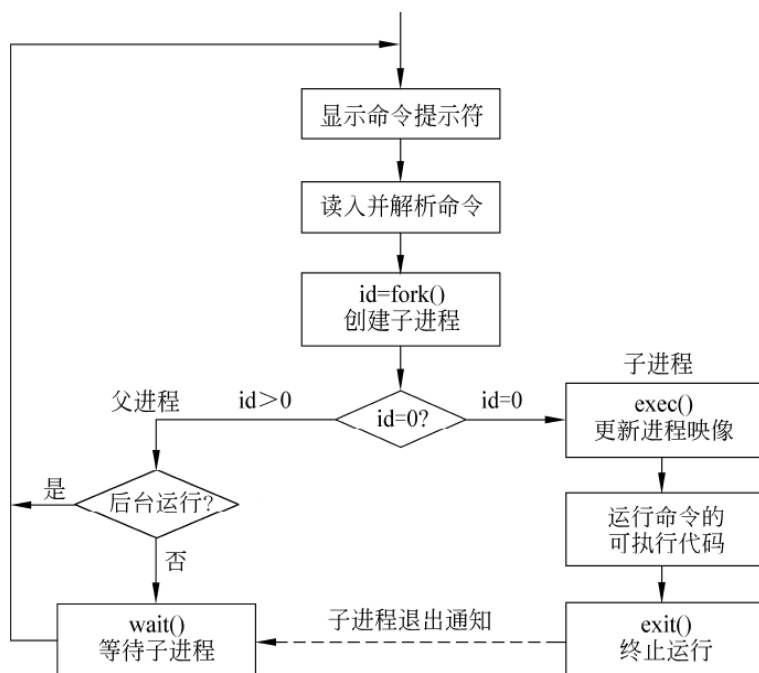 显示命令提示符
读入并解析命令
id=fork()
创建子进程
子进程
父进程
id＞0
id=0?
id=0
exec()
更新进程映像
是
后台运行?
运行命令的
可执行代码
否
wait()
等待子进程
子进程退出通知
exit()
终止运行